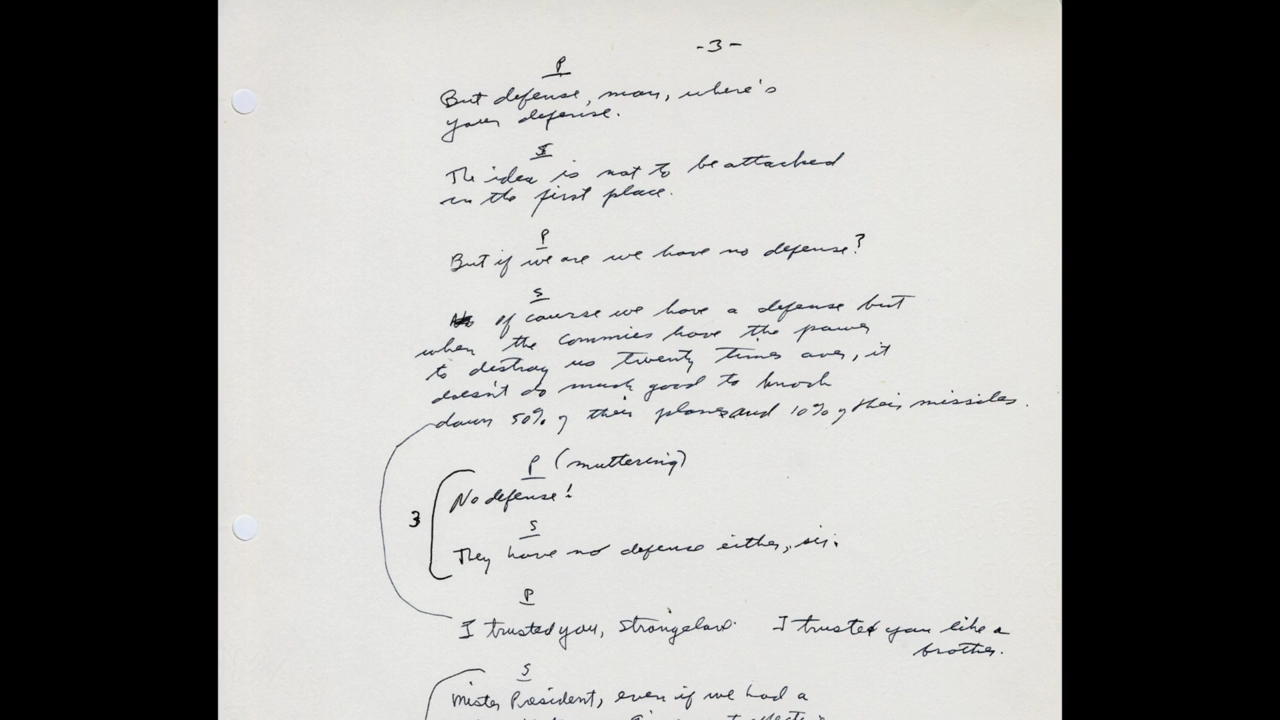 -3-
P
But defense, man, where's
your defense.
S
The idea is not to be attacked
in the first place.
P
But if we are we have no defense?
S
No of course we have a defense but
when the commies have the power
to destroy us twenty times over, it
doesn't do much good to knock
down 50% of their planes and 10% of their missiles.
P (muttering)
No defense!
3
S
They have no defense either, sir.
P
I trusted you, Strangelove. I trusted you like a
brother.
S
Mister President, even if we had a